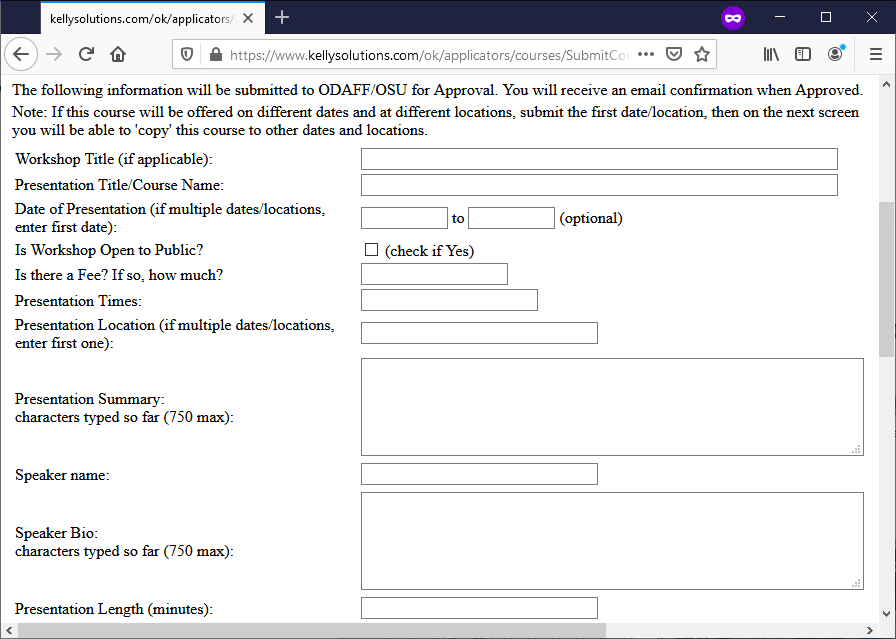 kellysolutions.com/ok/applicators/
https://www.kellysolutions.com/ok/applicators/courses/SubmitCo
The following information will be submitted to ODAFF/OSU for Approval. You will receive an email confirmation when Approved.
Note: If this course will be offered on different dates and at different locations, submit the first date/location, then on the next screen
you will be able to 'copy' this course to other dates and locations.
Workshop Title (if applicable):
Presentation Title/Course Name:
Date of Presentation (if multiple dates/locations,
enter first date):
to
(optional)
Is Workshop Open to Public?
(check if Yes)
Is there a Fee? If so, how much?
Presentation Times:
Presentation Location (if multiple dates/locations,
enter first one):
Presentation Summary:
characters typed so far (750 max):
Speaker name:
Speaker Bio:
characters typed so far (750 max):
Presentation Length (minutes):